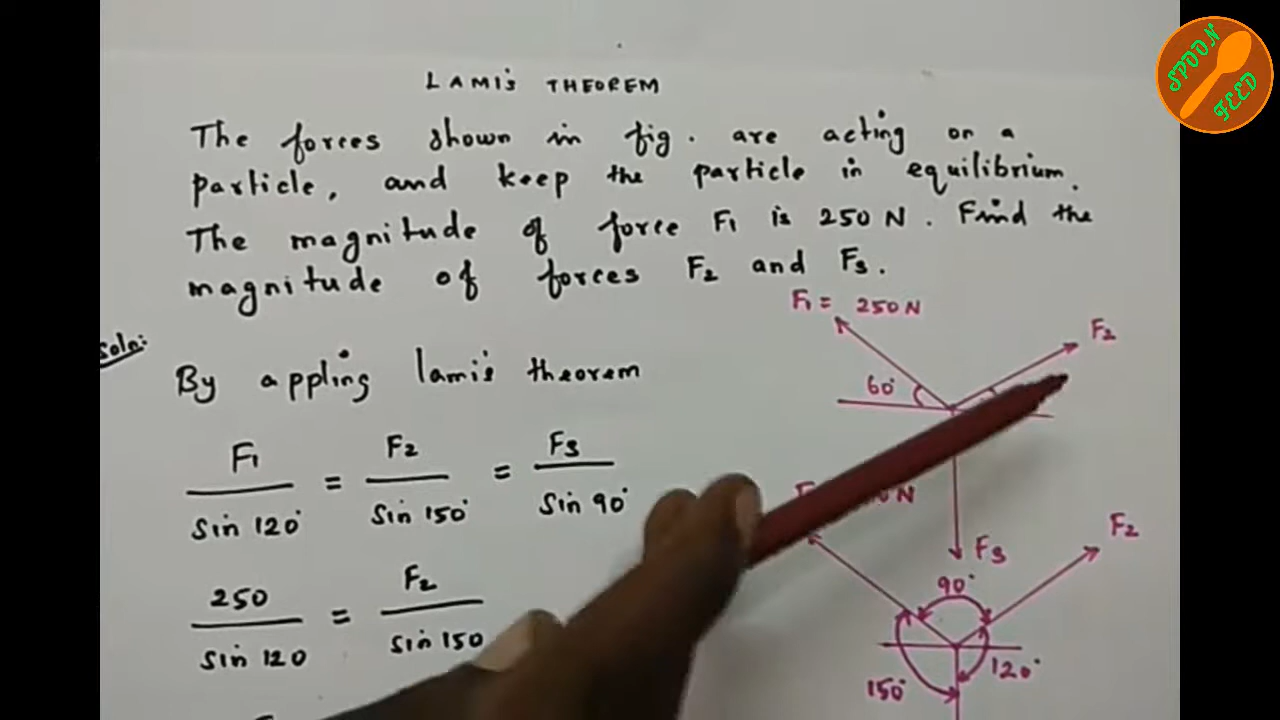 SPOON
FEED
LAMI's THEOREM
The forces shown in fig. are acting on a
particle, and keep the particle in equilibrium.
The magnitude of force F1 is 250 N. Find the
magnitude of forces F2 and F3.
F1 = 250 N
F2
60°
F3
Soln:
By appling lami's theorem
F1 / sin 120° = F2 / sin 150° = F3 / sin 90°
250 / sin 120 = F2 / sin 150
N
F2
90°
120°
150°